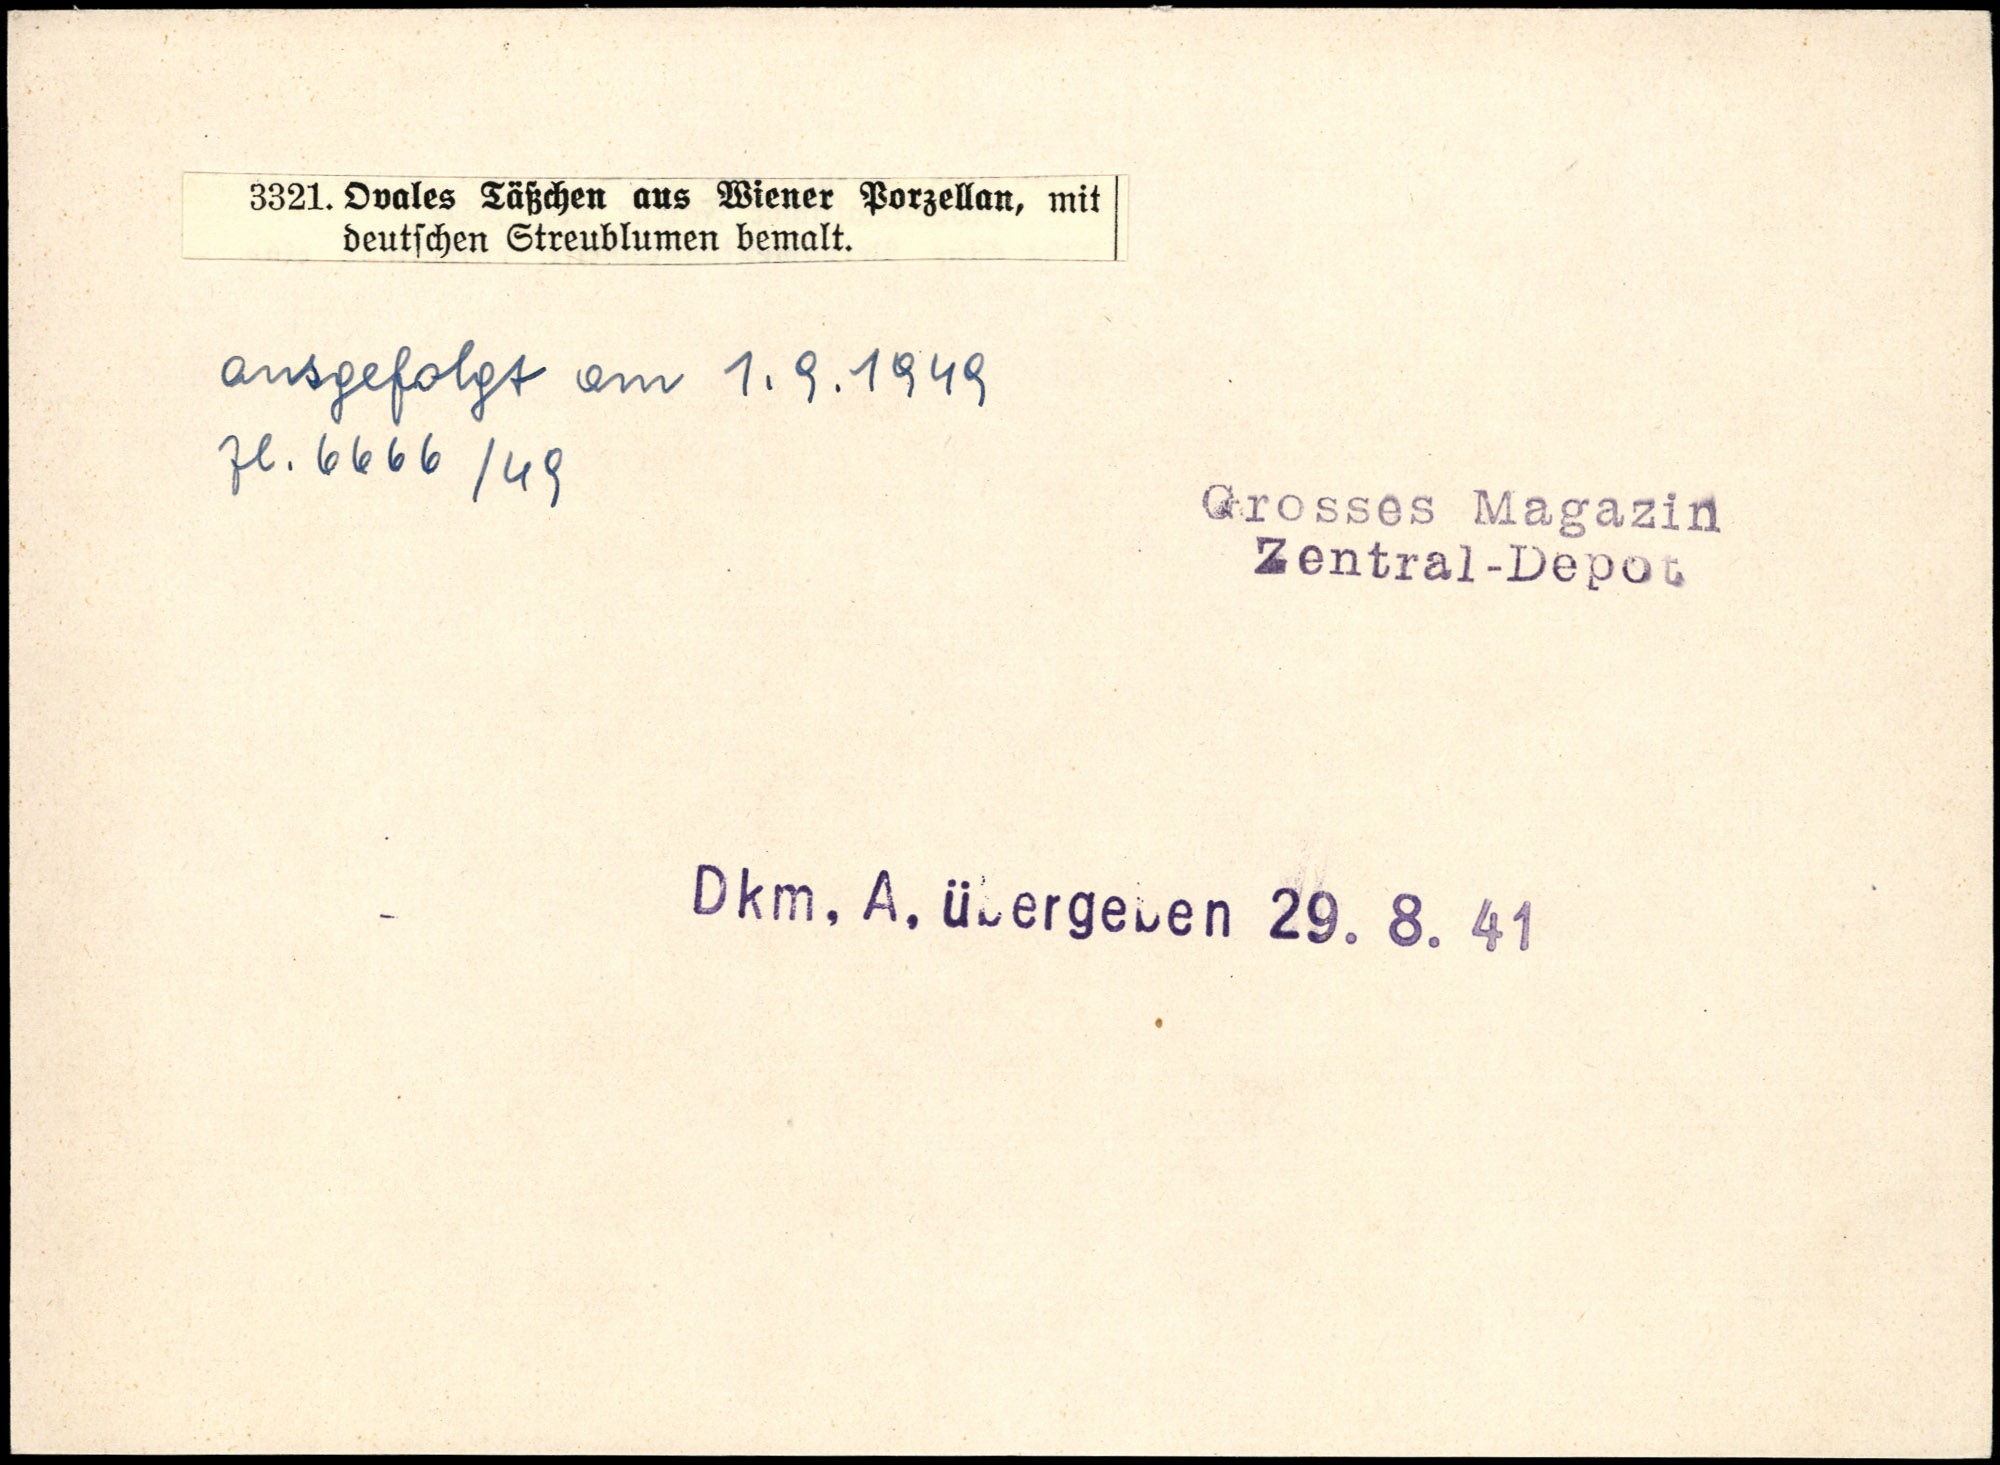 3321. Ovales Täßchen aus Wiener Porzellan, mit
deutschen Streublumen bemalt.
ausgefolgt am 1.9.1949
Zl. 6666/49
Grosses Magazin
Zentral-Depot
Dkm. A. übergeben 29. 8. 41